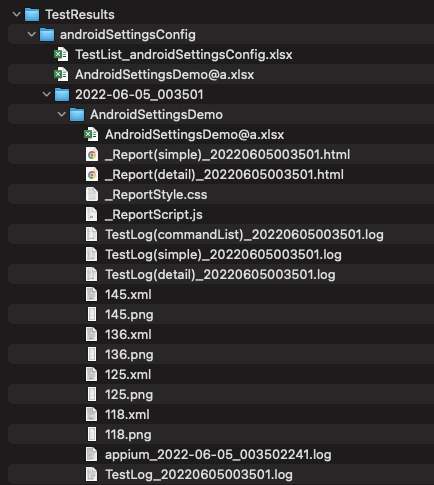 TestResults
androidSettingsConfig
TestList_androidSettingsConfig.xlsx
AndroidSettingsDemo@a.xlsx
2022-06-05_003501
AndroidSettingsDemo
AndroidSettingsDemo@a.xlsx
_Report(simple)_20220605003501.html
_Report(detail)_20220605003501.html
_ReportStyle.css
_ReportScript.js
TestLog(commandList)_20220605003501.log
TestLog(simple)_20220605003501.log
TestLog(detail)_20220605003501.log
145.xml
145.png
136.xml
136.png
125.xml
125.png
118.xml
118.png
appium_2022-06-05_003502241.log
TestLog_20220605003501.log